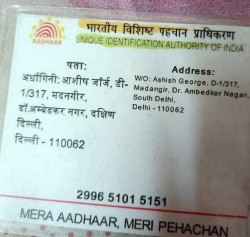 भारतीय विशिष्ट पहचान प्राधिकरण
AADHAAR
UNIQUE IDENTIFICATION AUTHORITY OF INDIA
पता:
अर्धांगिनी: आशीष जॉर्ज, डी-
1/317, मदनगीर,
डॉ.अम्बेडकर नगर, दक्षिण
दिल्ली,
दिल्ली - 110062
Address:
W/O: Ashish George, D-1/317,
Madangir, Dr. Ambedkar Nagar,
South Delhi,
Delhi - 110062
2996 5101 5151
MERA AADHAAR, MERI PEHACHAN